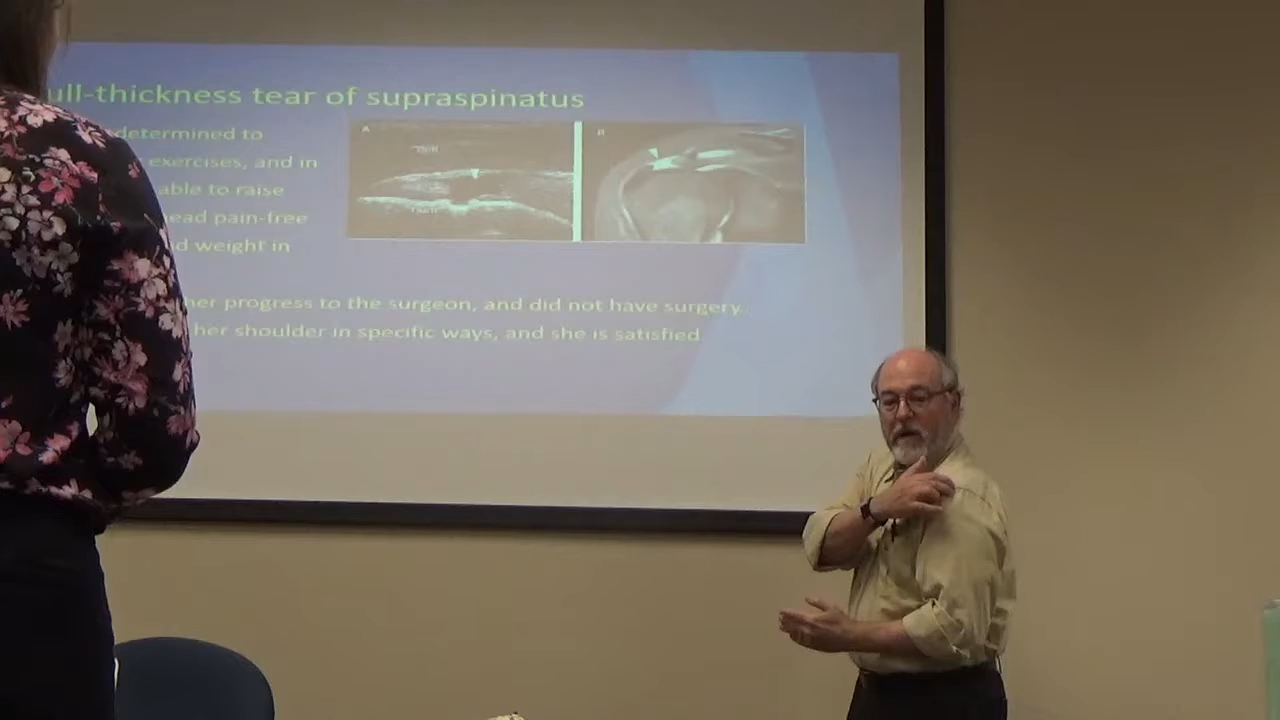 ull-thickness tear of supraspinatus
determined to
exercises, and in
able to raise
ead pain-free
d weight in
A
B
her progress to the surgeon, and did not have surgery.
her shoulder in specific ways, and she is satisfied